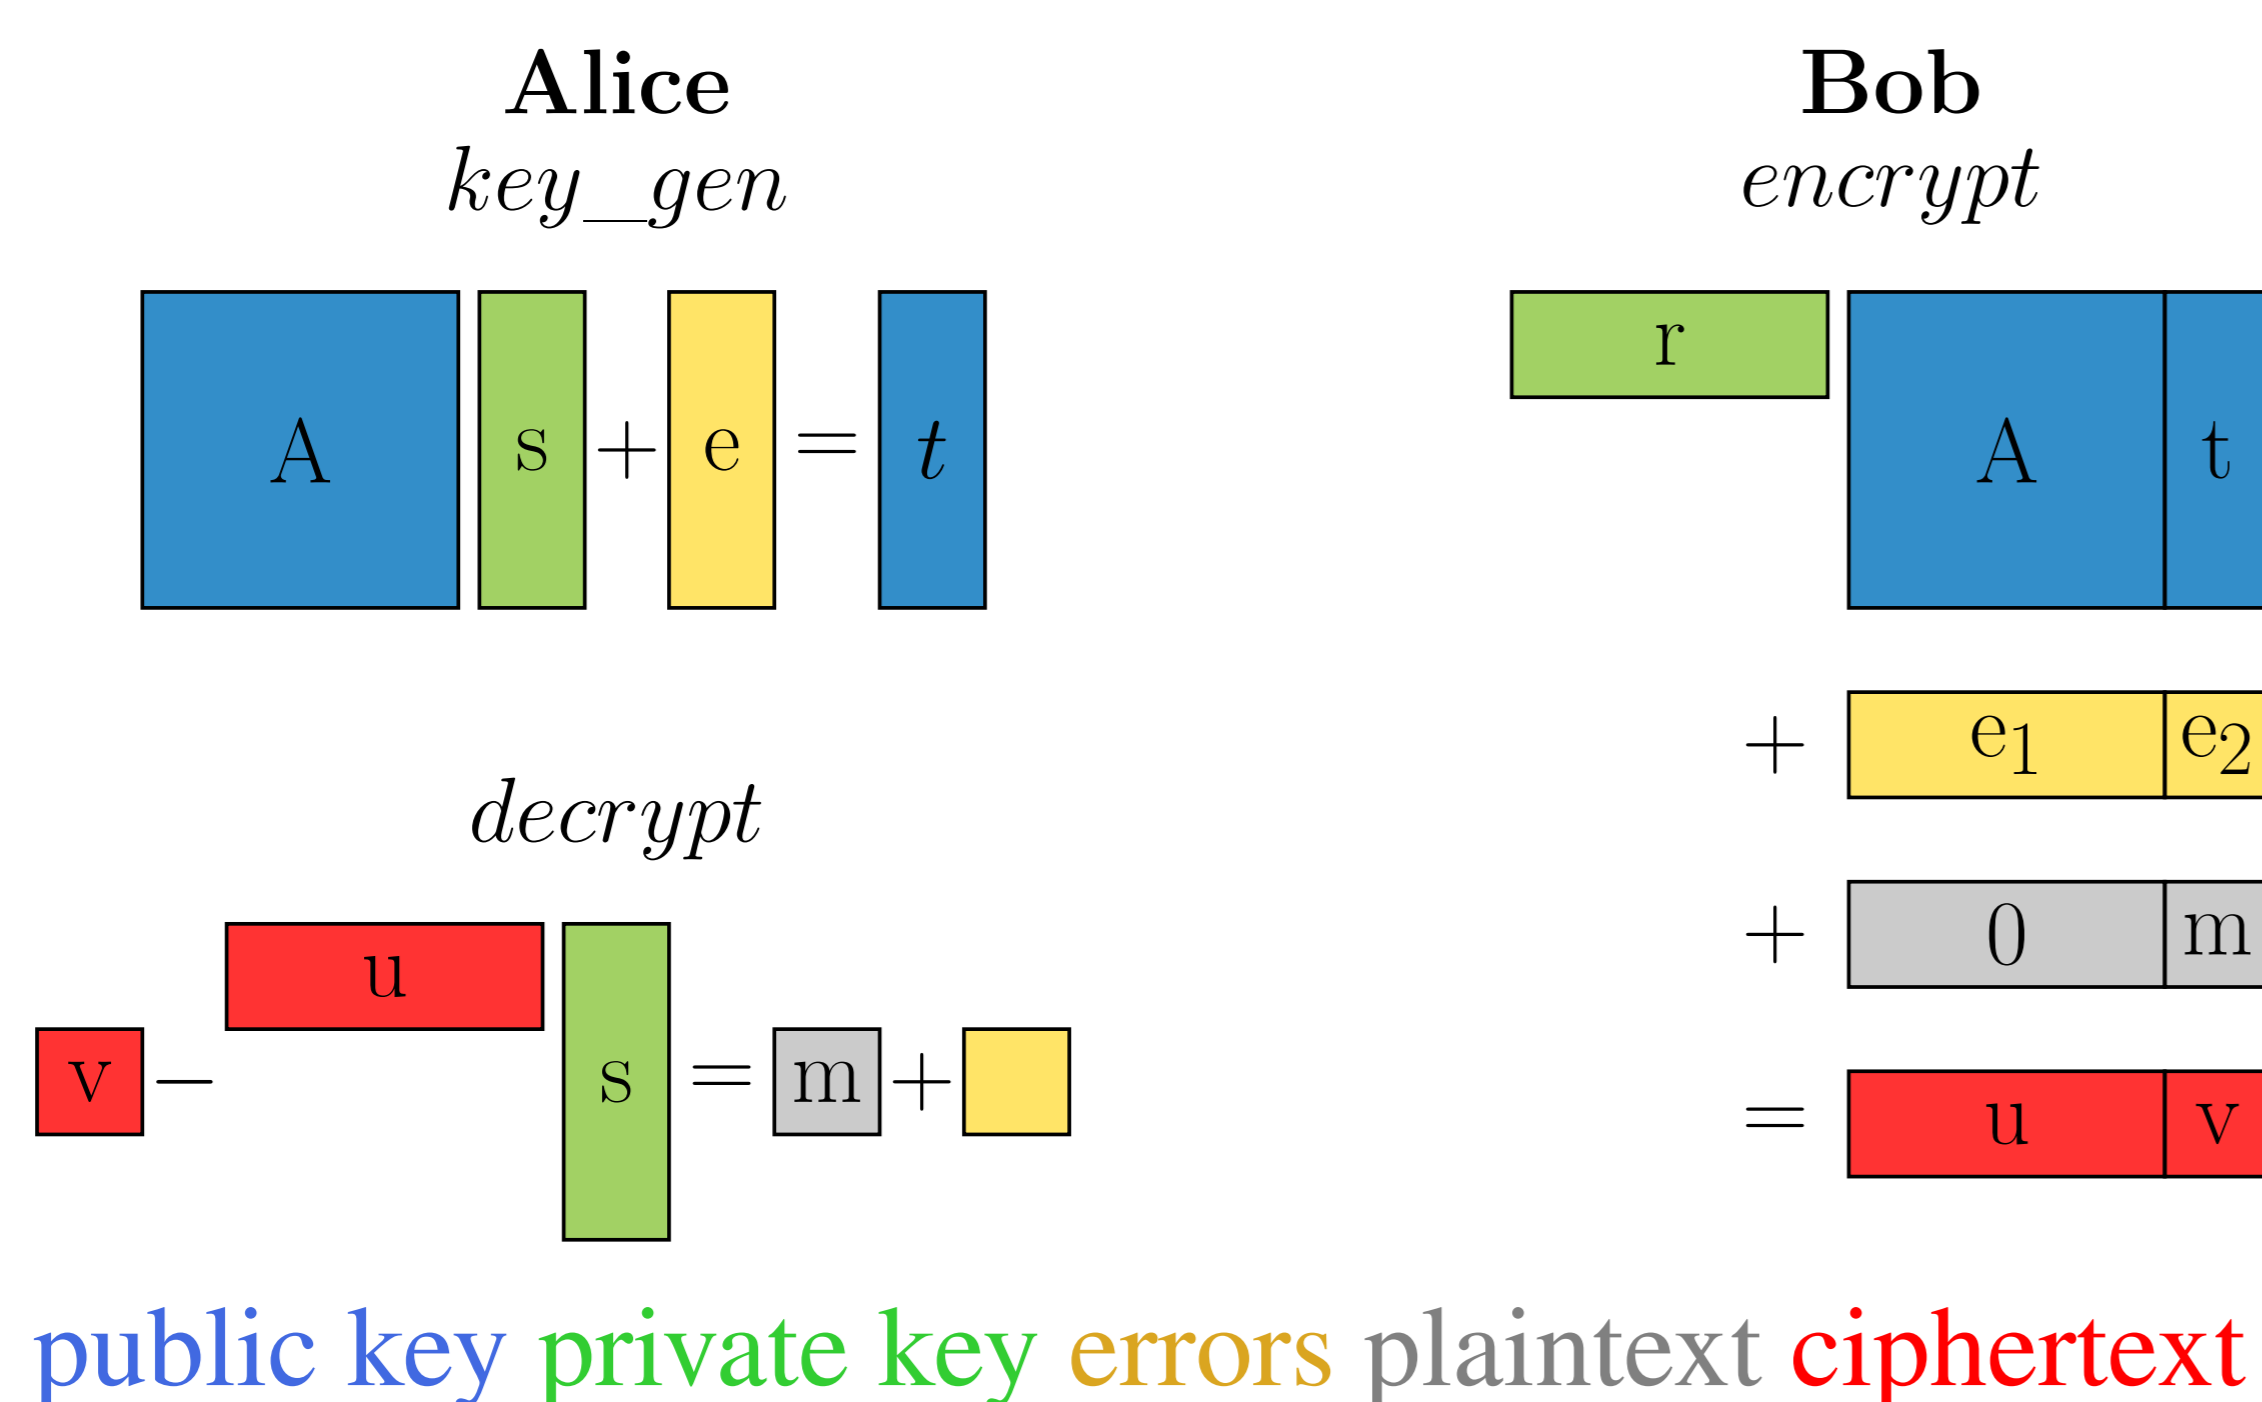 Alice
key_gen
A s + e = t
decrypt
v − u s = m +
Bob
encrypt
r A t
+ e1 e2
+ 0 m
= u v
public key private key errors plaintext ciphertext